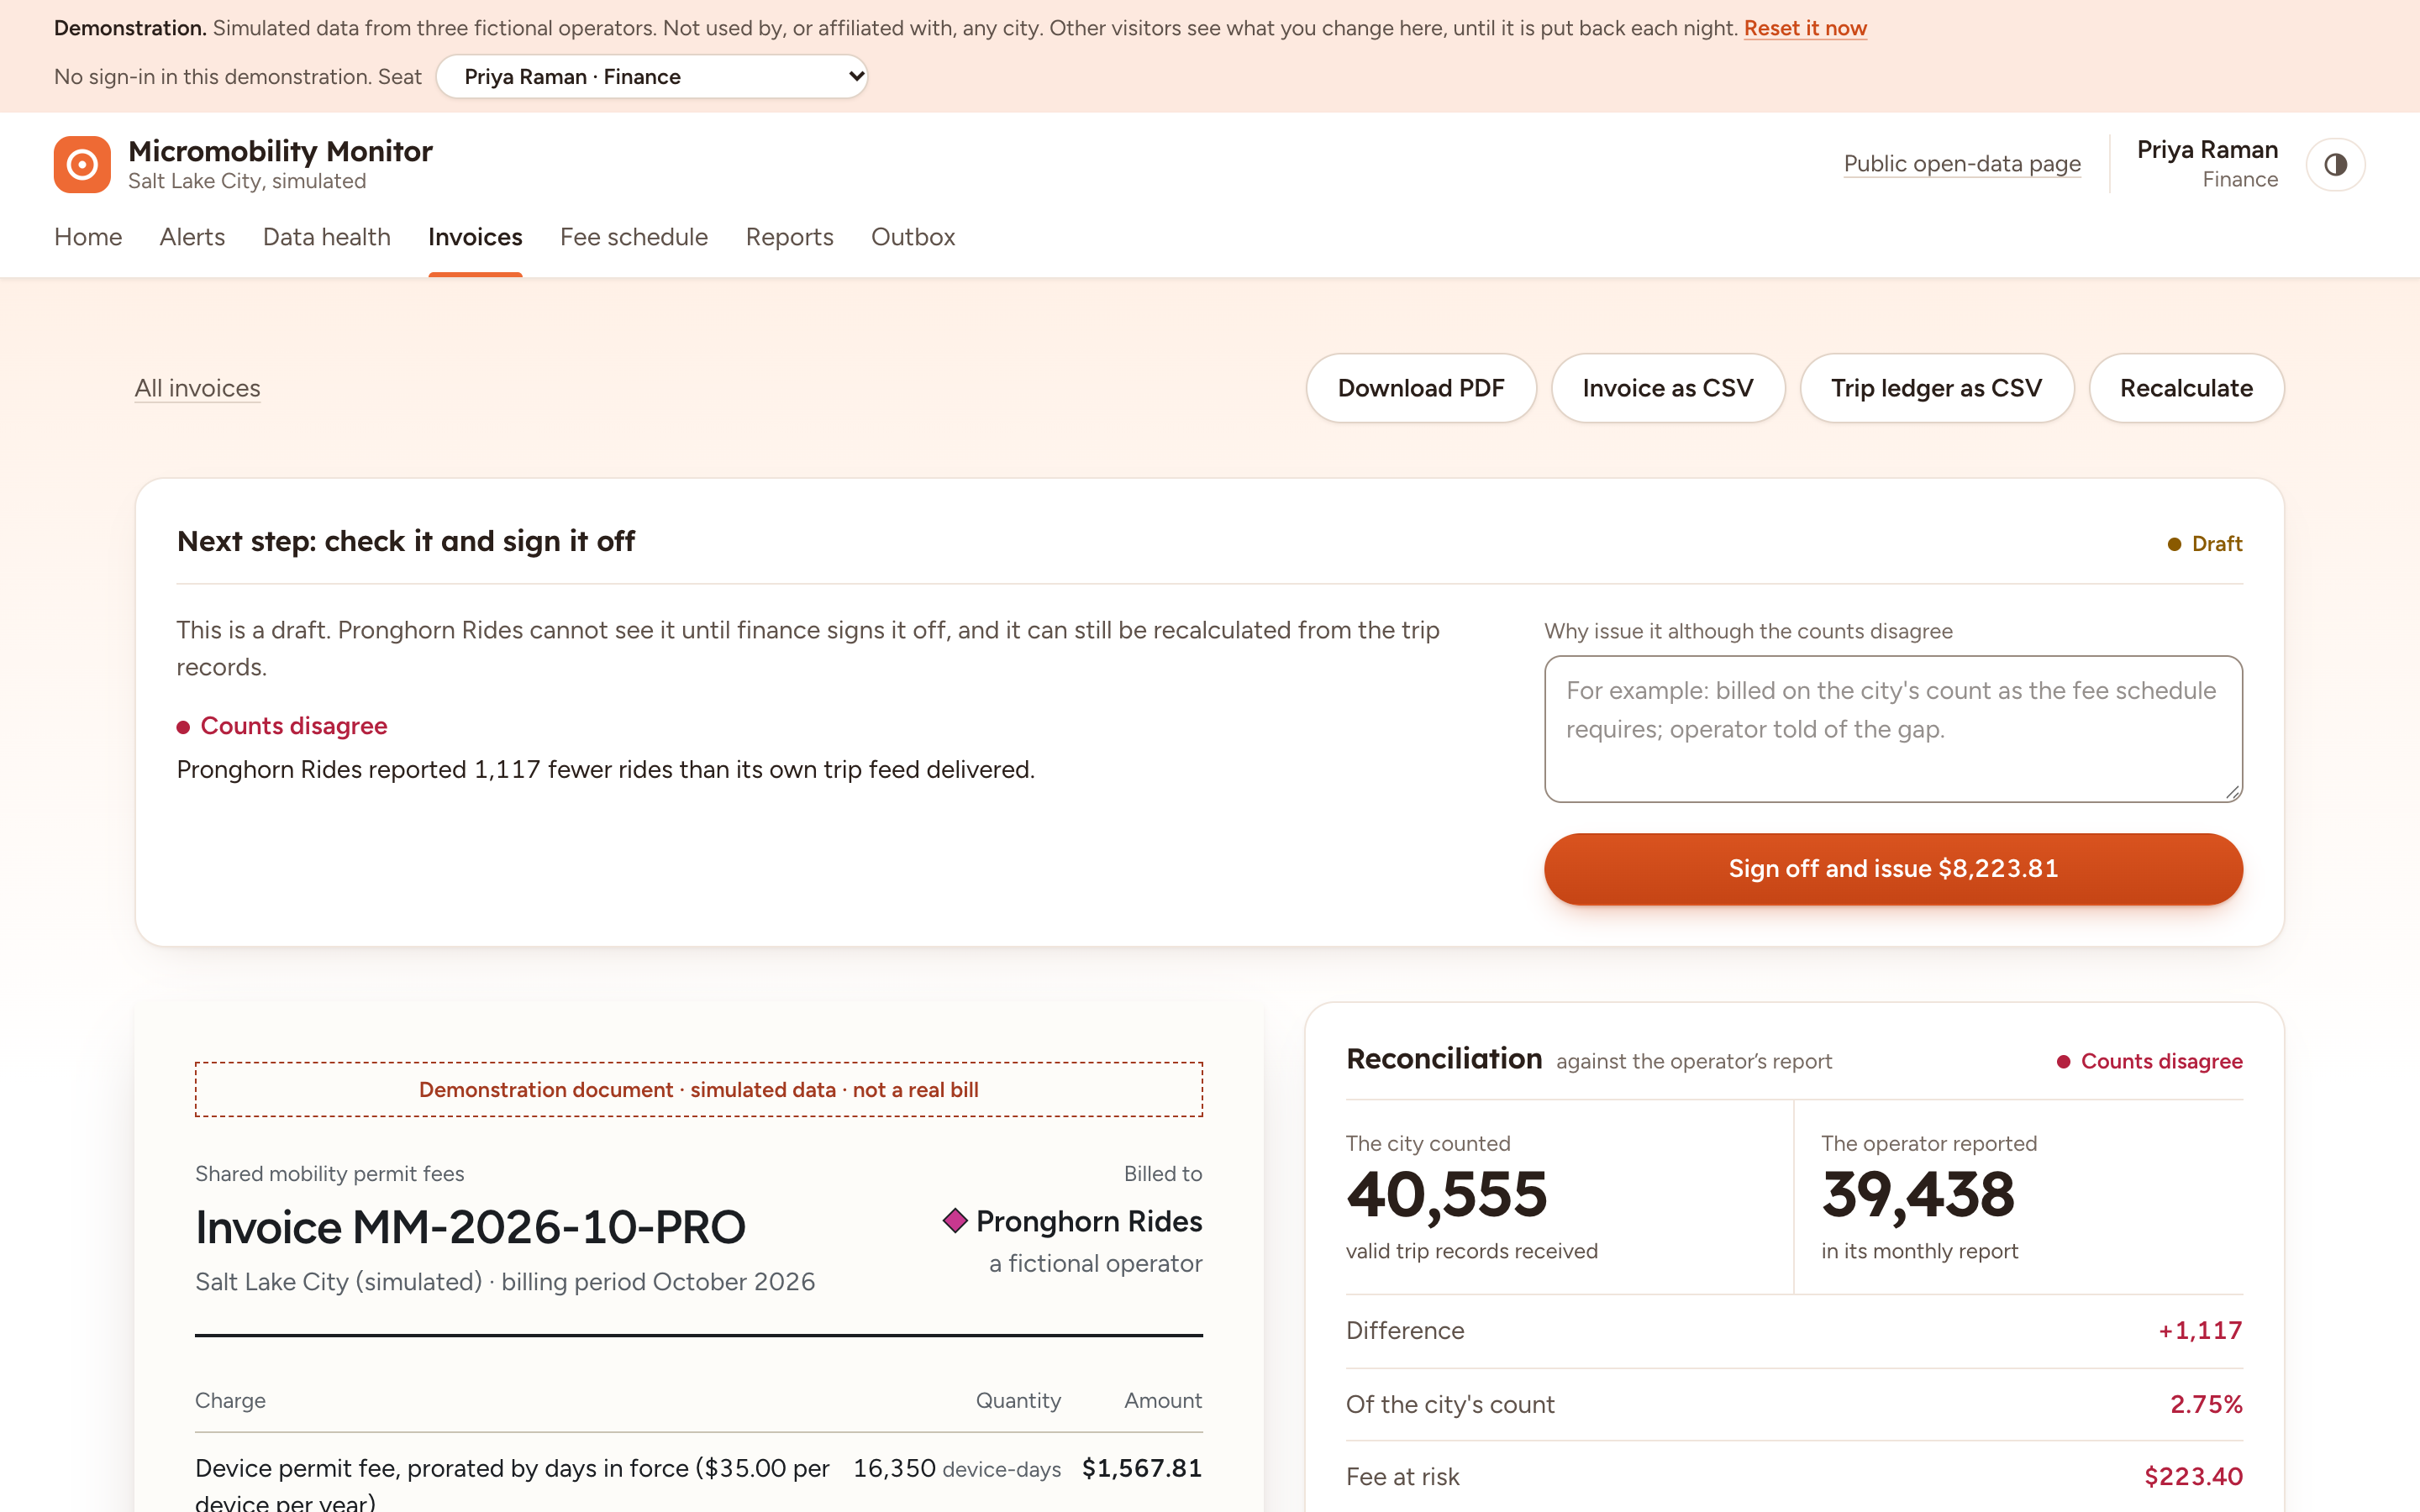 Demonstration. Simulated data from three fictional operators. Not used by, or affiliated with, any city. Other visitors see what you change here, until it is put back each night. Reset it now
No sign-in in this demonstration. Seat Priya Raman · Finance
Micromobility Monitor
Salt Lake City, simulated
Public open-data page
Priya Raman
Finance
Home Alerts Data health Invoices Fee schedule Reports Outbox
All invoices
Download PDF Invoice as CSV Trip ledger as CSV Recalculate
Next step: check it and sign it off
Draft
This is a draft. Pronghorn Rides cannot see it until finance signs it off, and it can still be recalculated from the trip
records.
Counts disagree
Pronghorn Rides reported 1,117 fewer rides than its own trip feed delivered.
Why issue it although the counts disagree
For example: billed on the city's count as the fee schedule
requires; operator told of the gap.
Sign off and issue $8,223.81
Demonstration document · simulated data · not a real bill
Shared mobility permit fees
Invoice MM-2026-10-PRO
Salt Lake City (simulated) · billing period October 2026
Billed to
Pronghorn Rides
a fictional operator
Charge Quantity Amount
Device permit fee, prorated by days in force ($35.00 per 16,350 device-days $1,567.81
device per year)
Reconciliation against the operator’s report
Counts disagree
The city counted
40,555
valid trip records received
The operator reported
39,438
in its monthly report
Difference +1,117
Of the city's count 2.75%
Fee at risk $223.40